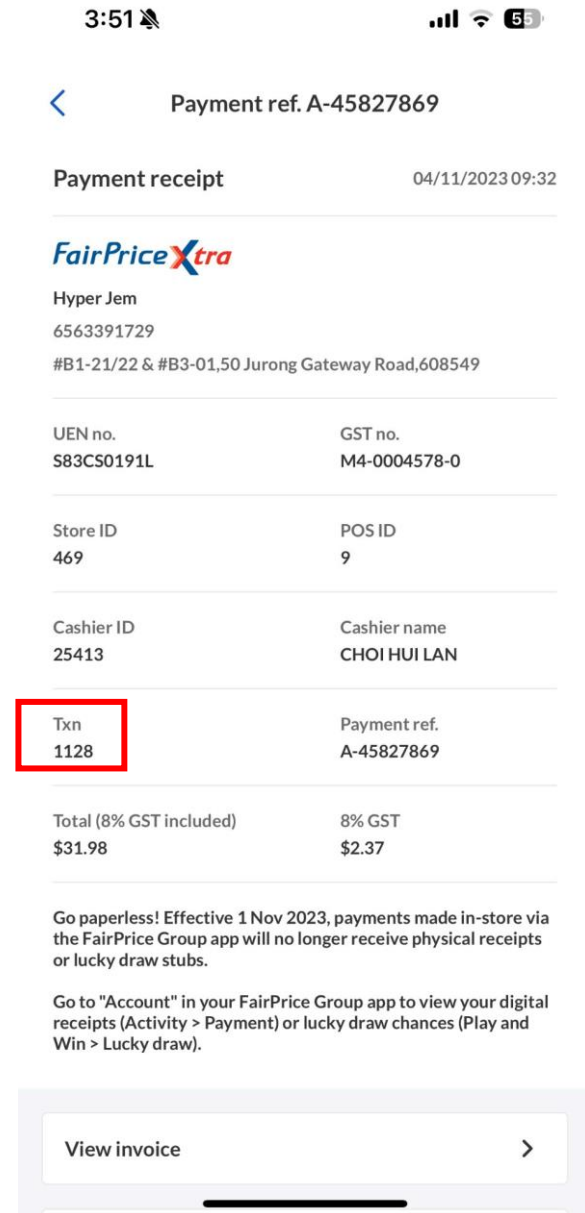 3:51
55
Payment ref. A-45827869
Payment receipt 04/11/2023 09:32
FairPrice Xtra
Hyper Jem
6563391729
#B1-21/22 & #B3-01,50 Jurong Gateway Road,608549
UEN no. GST no.
S83CS0191L M4-0004578-0
Store ID POS ID
469 9
Cashier ID Cashier name
25413 CHOI HUI LAN
Txn Payment ref.
1128 A-45827869
Total (8% GST included) 8% GST
$31.98 $2.37
Go paperless! Effective 1 Nov 2023, payments made in-store via
the FairPrice Group app will no longer receive physical receipts
or lucky draw stubs.
Go to "Account" in your FairPrice Group app to view your digital
receipts (Activity > Payment) or lucky draw chances (Play and
Win > Lucky draw).
View invoice